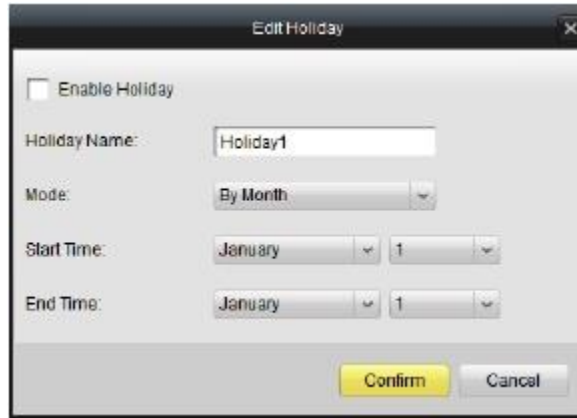 Edit Holiday
Enable Holiday
Holiday Name: Holiday1
Mode: By Month
Start Time: January 1
End Time: January 1
Confirm Cancel